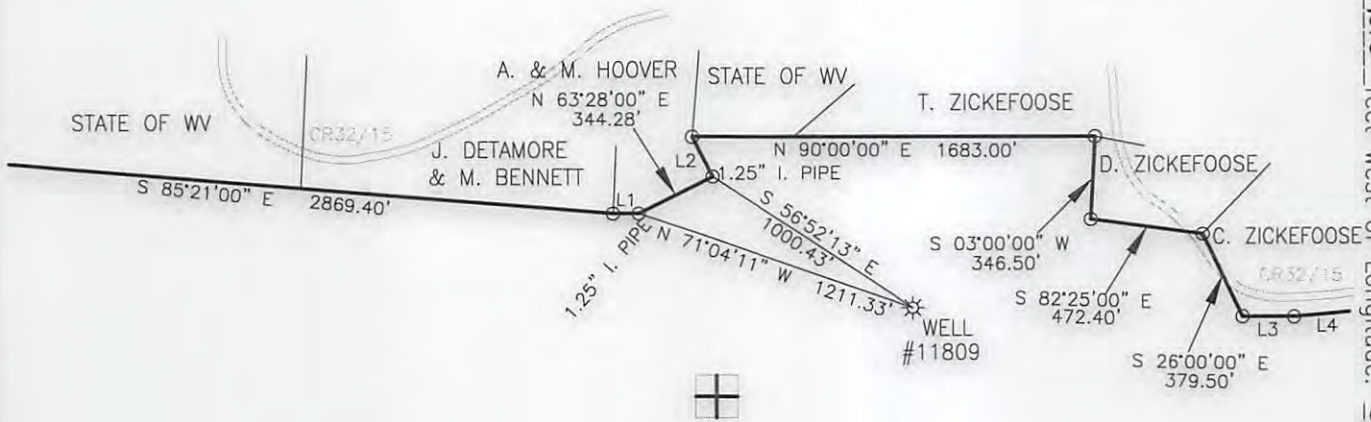 STATE OF WV
CR32/15
S 85°21'00" E 2869.40'
J. DETAMORE
& M. BENNETT
A. & M. HOOVER
N 63°28'00" E
344.28'
L1
L2
STATE OF WV
T. ZICKEFOOSE
N 90°00'00" E 1683.00'
1.25" I. PIPE
1.25" I. PIPE
N 71°04'11" W 1211.33'
S 56°52'13" E
1000.43'
WELL
#11809
D. ZICKEFOOSE
S 03°00'00" W
346.50'
S 82°25'00" E
472.40'
C. ZICKEFOOSE
CR32/15
S 26°00'00" E
379.50'
L3
L4